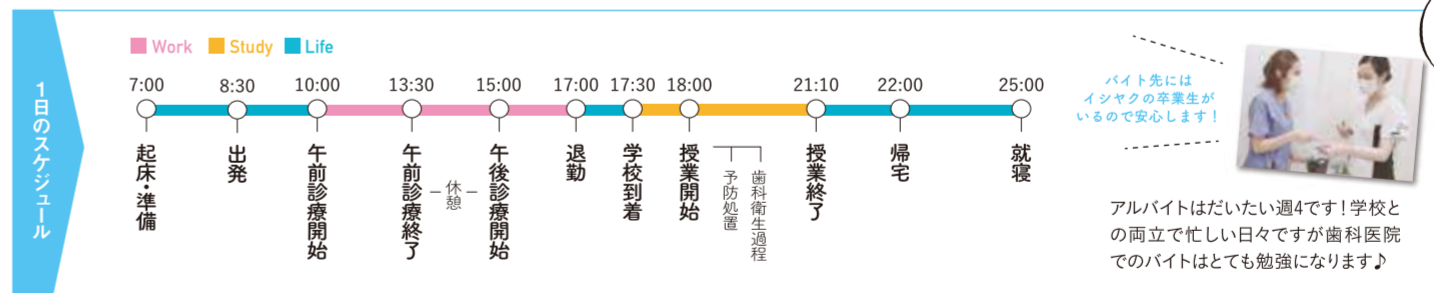 1日のスケジュール
Work Study Life
7:00 8:30 10:00 13:30 15:00 17:00 17:30 18:00 21:10 22:00 25:00
起床・準備
出発
午前診療開始
午前診療終了
休憩
午後診療開始
退勤
学校到着
授業開始
予防処置
歯科衛生過程
授業終了
帰宅
就寝
バイト先には
イシヤクの卒業生が
いるので安心します!
アルバイトはだいたい週4です!学校と
の両立で忙しい日々ですが歯科医院
でのバイトはとても勉強になります♪